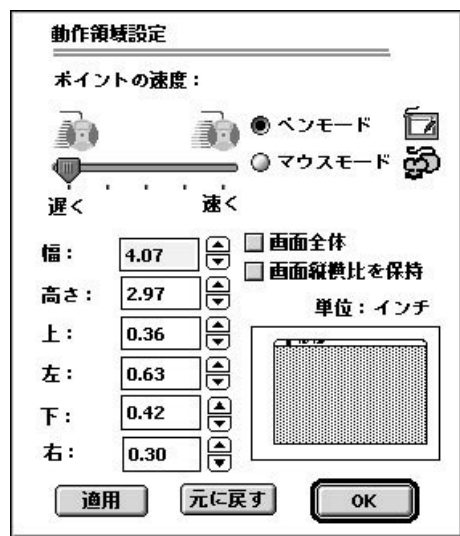 動作領域設定
ポイントの速度：
ペンモード
マウスモード
遅く 速く
幅： 4.07
画面全体
画面縦横比を保持
高さ： 2.97
単位：インチ
上： 0.36
左： 0.63
下： 0.42
右： 0.30
適用 元に戻す OK